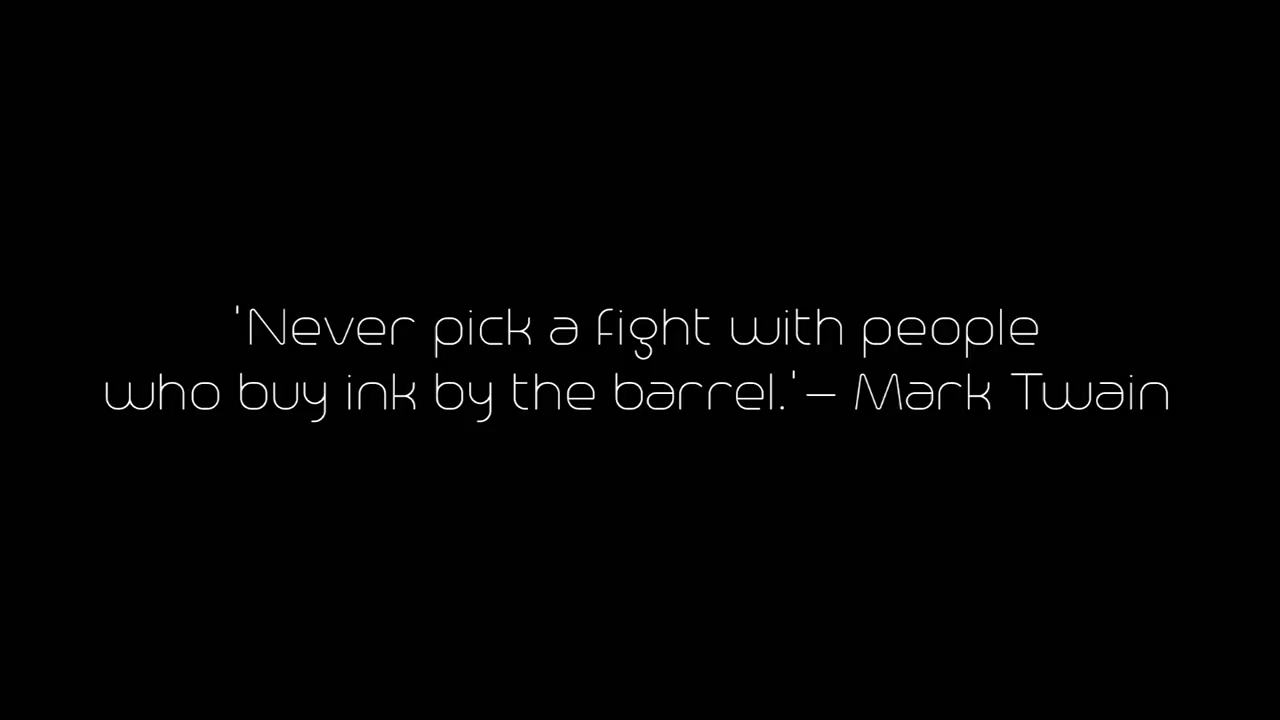 'Never pick a fight with people
who buy ink by the barrel.'– Mark Twain